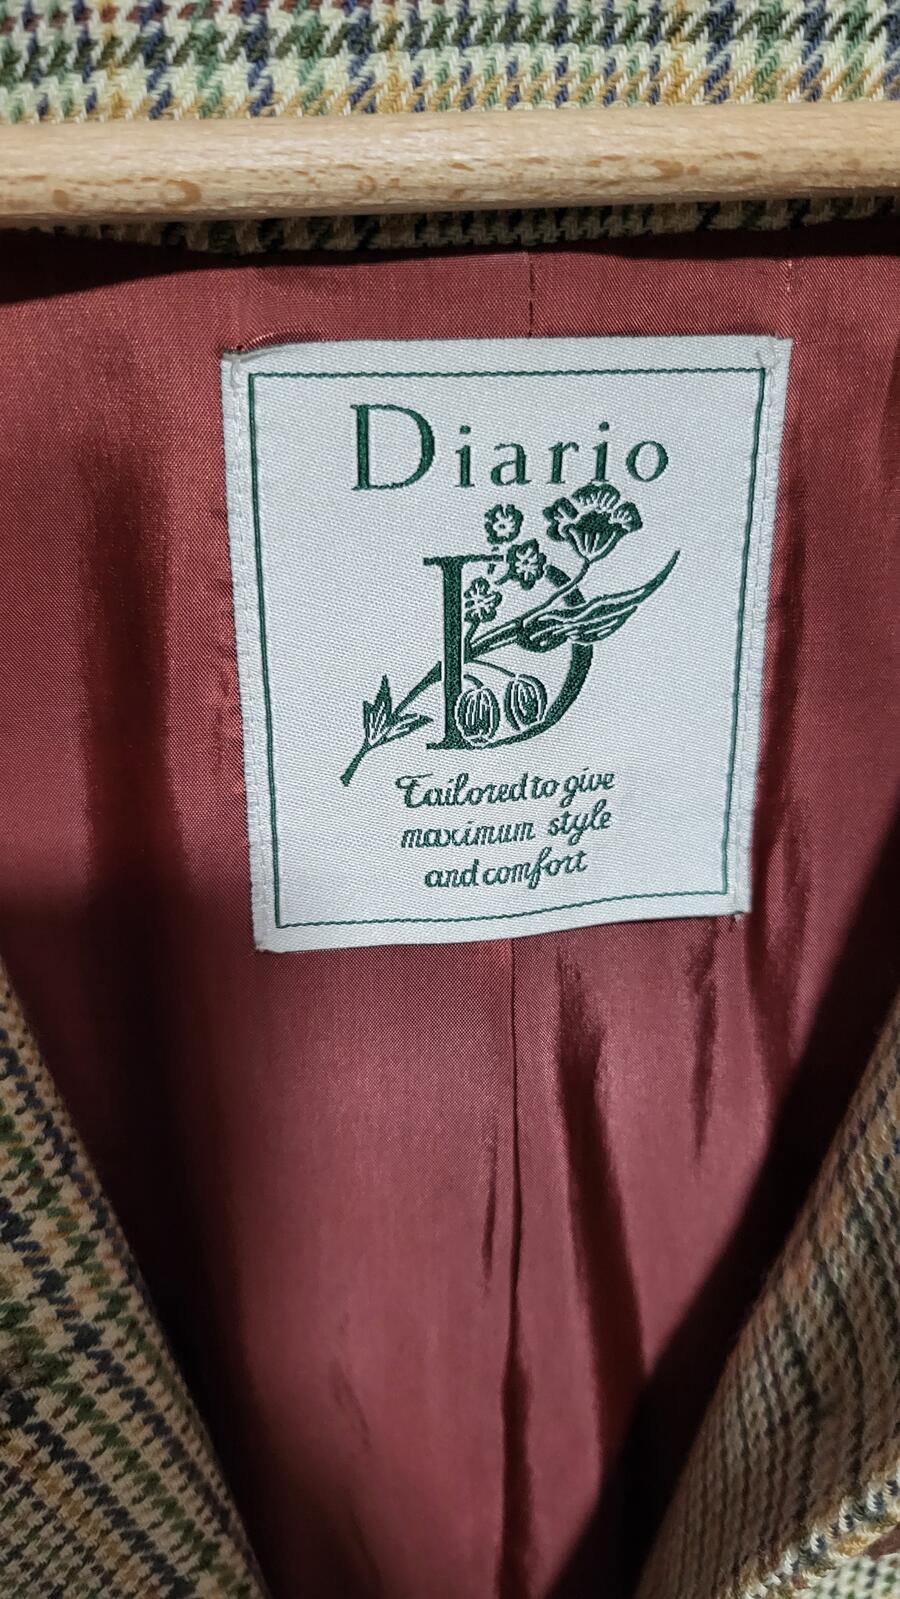 Diario
D
Tailored to give
maximum style
and comfort